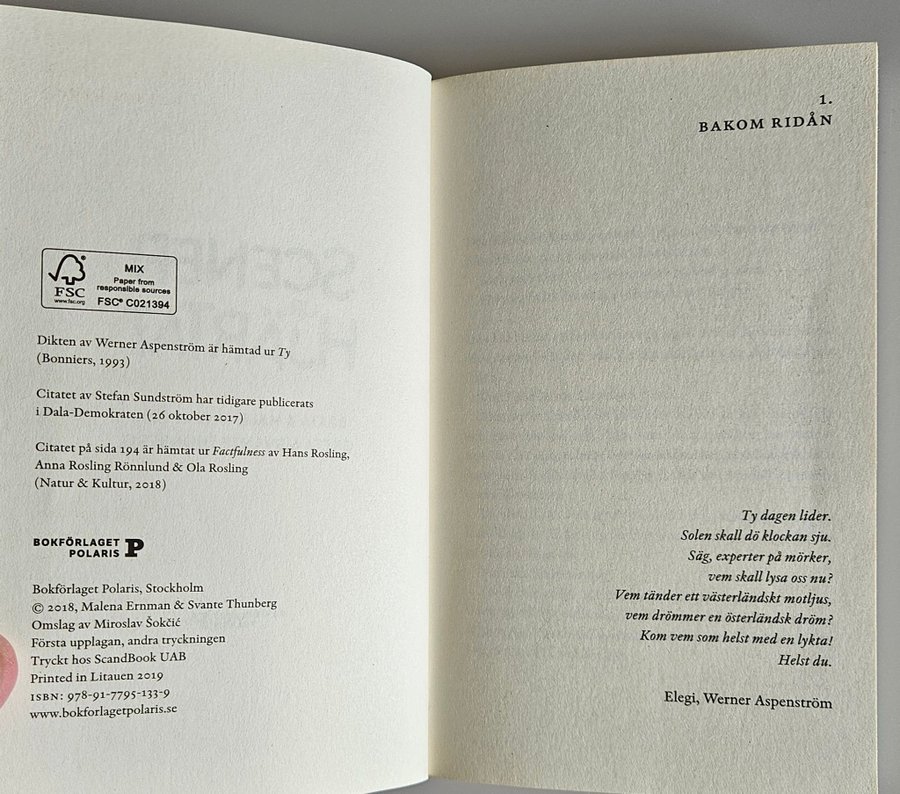 FSC
www.fsc.org
MIX
Paper from
responsible sources
FSC® C021394
Dikten av Werner Aspenström är hämtad ur Ty
(Bonniers, 1993)
Citatet av Stefan Sundström har tidigare publicerats
i Dala-Demokraten (26 oktober 2017)
Citatet på sida 194 är hämtat ur Factfulness av Hans Rosling,
Anna Rosling Rönnlund & Ola Rosling
(Natur & Kultur, 2018)
BOKFÖRLAGET
POLARIS P
Bokförlaget Polaris, Stockholm
© 2018, Malena Ernman & Svante Thunberg
Omslag av Miroslav Šokčić
Första upplagan, andra tryckningen
Tryckt hos ScandBook UAB
Printed in Litauen 2019
ISBN: 978-91-7795-133-9
www.bokforlagetpolaris.se
1.
BAKOM RIDÅN
Ty dagen lider.
Solen skall dö klockan sju.
Säg, experter på mörker,
vem skall lysa oss nu?
Vem tänder ett västerländskt motljus,
vem drömmer en österländsk dröm?
Kom vem som helst med en lykta!
Helst du.
Elegi, Werner Aspenström